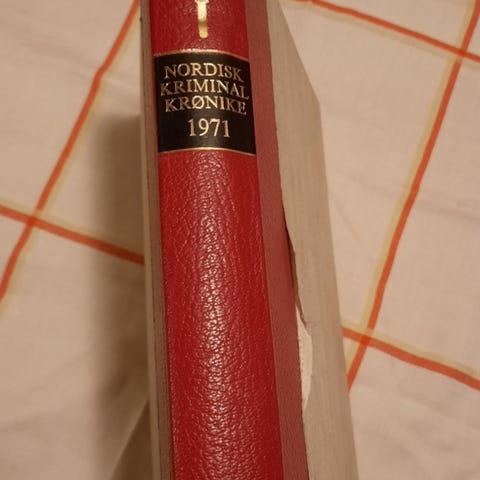 NORDISK
KRIMINAL
KRØNIKE
1971